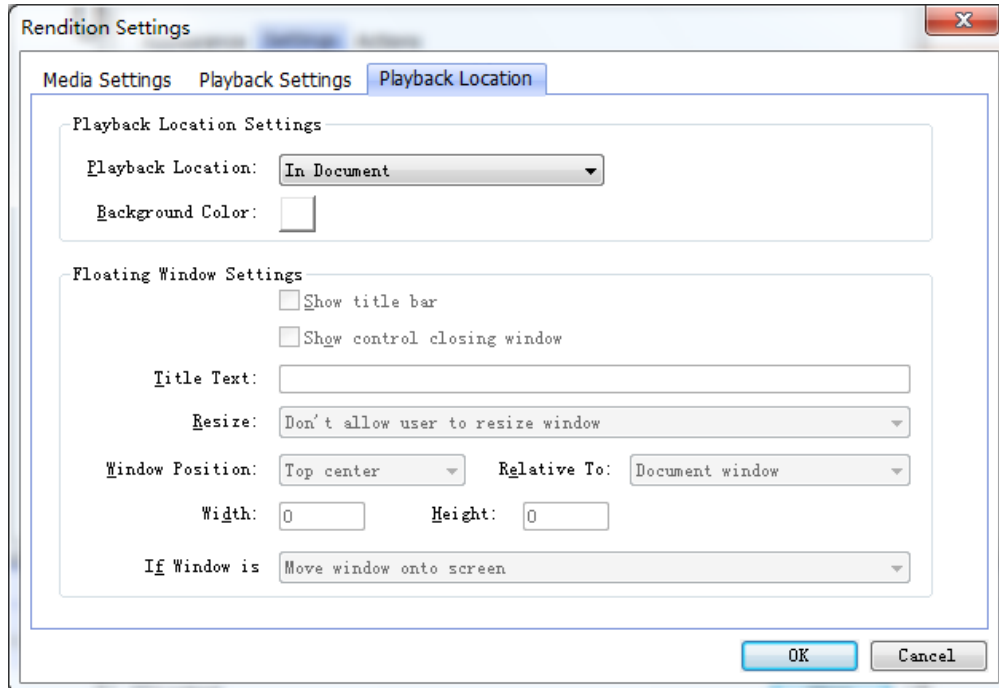 Rendition Settings
Settings Actions
Media Settings Playback Settings Playback Location
Playback Location Settings
Playback Location: In Document
Background Color:
Floating Window Settings
Show title bar
Show control closing window
Title Text:
Resize: Don't allow user to resize window
Window Position: Top center Relative To: Document window
Width: 0 Height: 0
If Window is Move window onto screen
OK Cancel